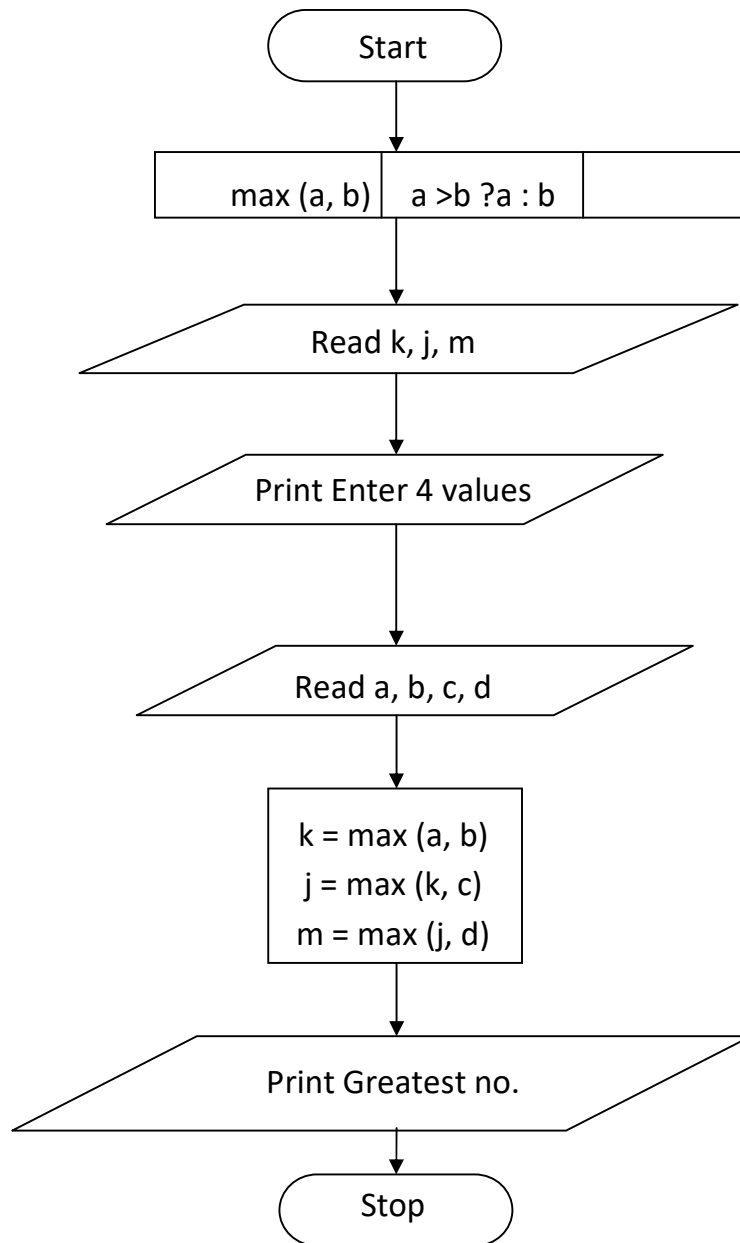 Start
max (a, b) a >b ?a : b
Read k, j, m
Print Enter 4 values
Read a, b, c, d
k = max (a, b)
j = max (k, c)
m = max (j, d)
Print Greatest no.
Stop